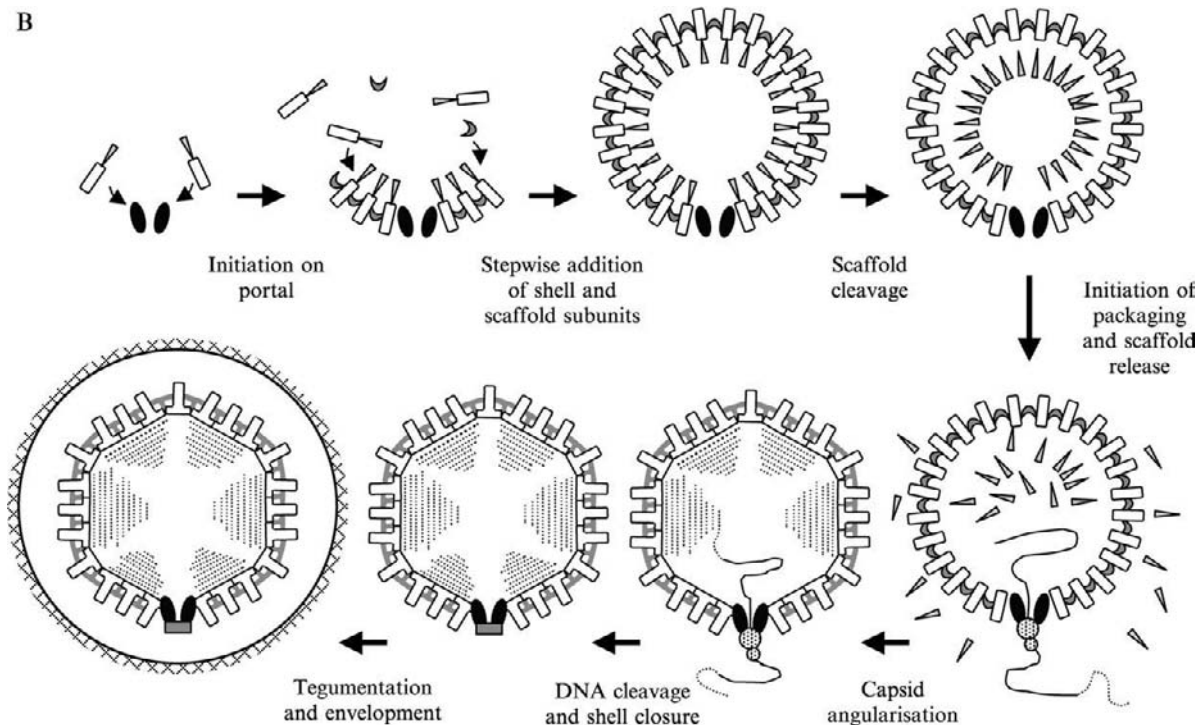 B
Initiation on
portal
Stepwise addition
of shell and
scaffold subunits
Scaffold
cleavage
Initiation of
packaging
and scaffold
release
Capsid
angularisation
DNA cleavage
and shell closure
Tegumentation
and envelopment